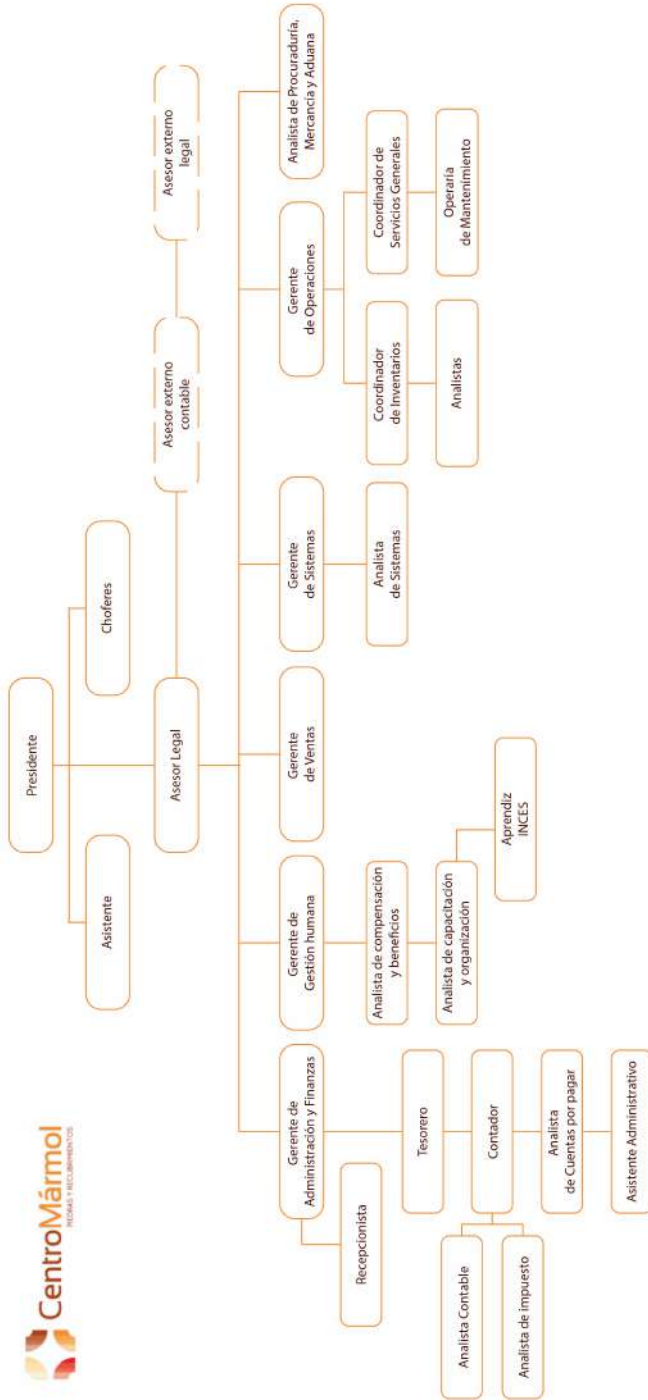 CentroMármol
PIEDRAS Y RECUBRIMIENTOS
Presidente
Asistente
Choferes
Asesor Legal
Asesor externo
contable
Asesor externo
legal
Gerente de
Administración y Finanzas
Gerente de
Gestión humana
Gerente
de Ventas
Gerente
de Sistemas
Gerente
de Operaciones
Analista de Procuraduría,
Mercancía y Aduana
Recepcionista
Tesorero
Contador
Analista Contable
Analista de impuesto
Analista
de Cuentas por pagar
Asistente Administrativo
Analista de compensación
y beneficios
Analista de capacitación
y organización
Aprendiz
INCES
Analista
de Sistemas
Coordinador
de Inventarios
Analistas
Coordinador de
Servicios Generales
Operaria
de Mantenimiento